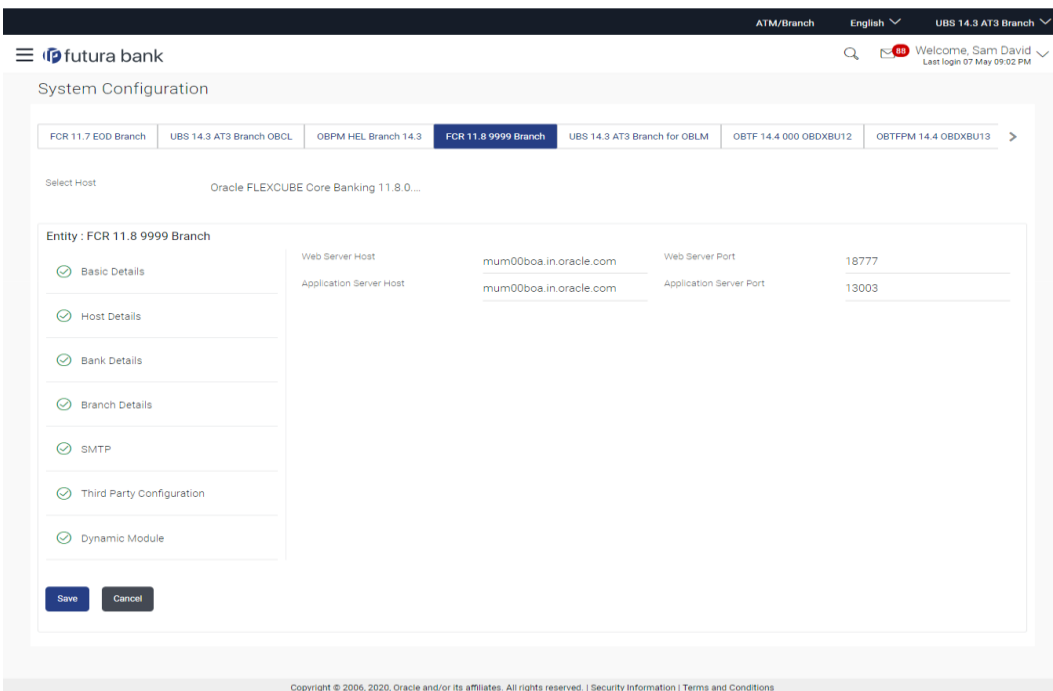 ATM/Branch English UBS 14.3 AT3 Branch
futura bank 88 Welcome, Sam David
Last login 07 May 09:02 PM
System Configuration
FCR 11.7 EOD Branch UBS 14.3 AT3 Branch OBCL OBPM HEL Branch 14.3 FCR 11.8 9999 Branch UBS 14.3 AT3 Branch for OBLM OBTF 14.4 000 OBDXBU12 OBTFPM 14.4 OBDXBU13
Select Host Oracle FLEXCUBE Core Banking 11.8.0....
Entity : FCR 11.8 9999 Branch
Web Server Host mum00boa.in.oracle.com Web Server Port 18777
Application Server Host mum00boa.in.oracle.com Application Server Port 13003
Basic Details
Host Details
Bank Details
Branch Details
SMTP
Third Party Configuration
Dynamic Module
Save Cancel
Copyright © 2006, 2020, Oracle and/or its affiliates. All rights reserved. | Security Information | Terms and Conditions